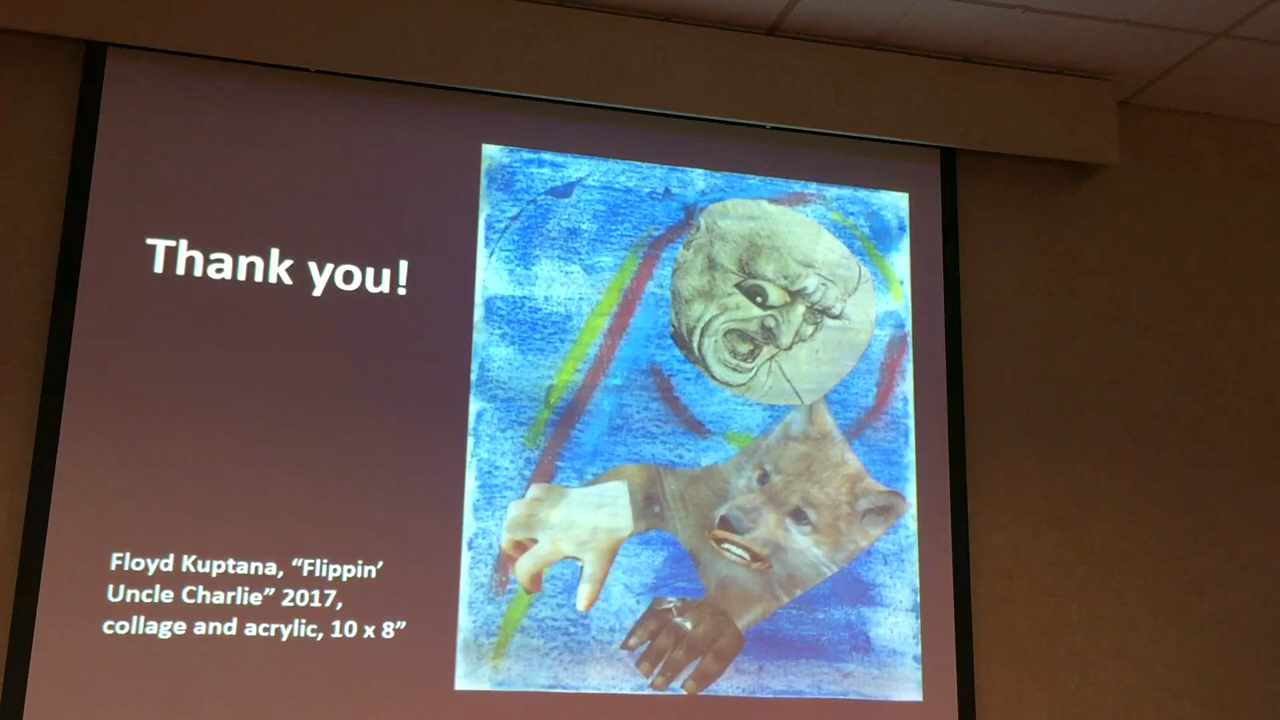 Thank you!
Floyd Kuptana, “Flippin’
Uncle Charlie” 2017,
collage and acrylic, 10 x 8”